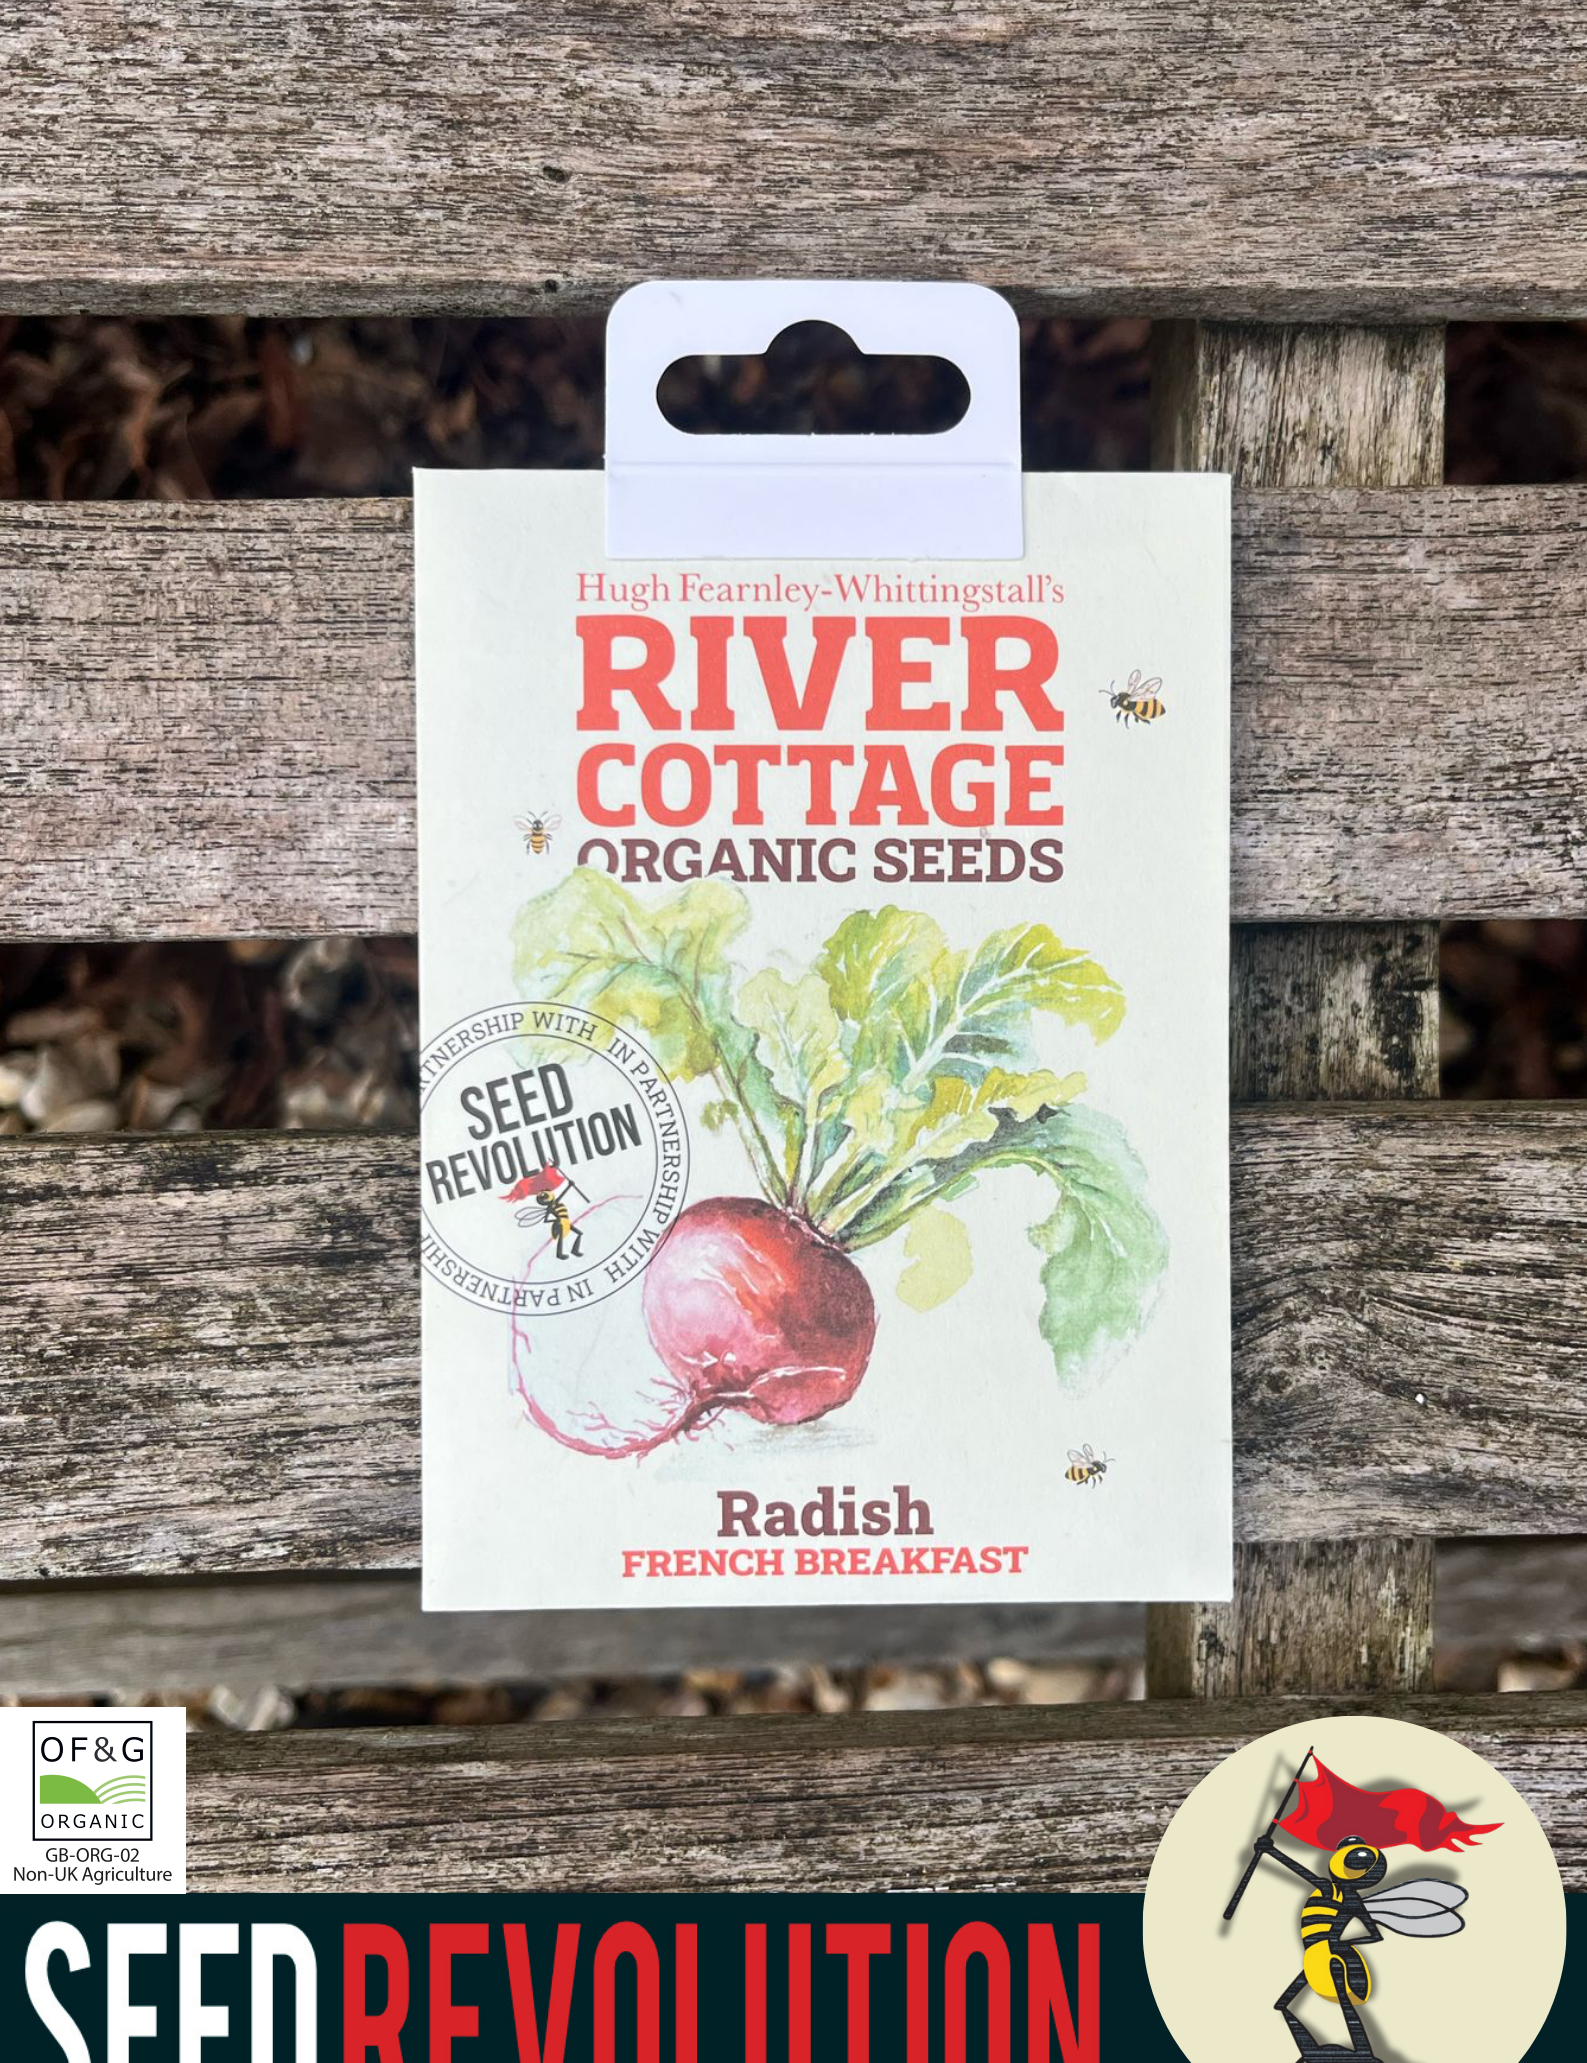 Hugh Fearnley-Whittingstall's
RIVER
COTTAGE
ORGANIC SEEDS
PARTNERSHIP WITH IN PARTNERSHIP WITH IN PARTNERSHIP
SEED
REVOLUTION
Radish
FRENCH BREAKFAST
OF&G
ORGANIC
GB-ORG-02
Non-UK Agriculture
SEED REVOLUTION